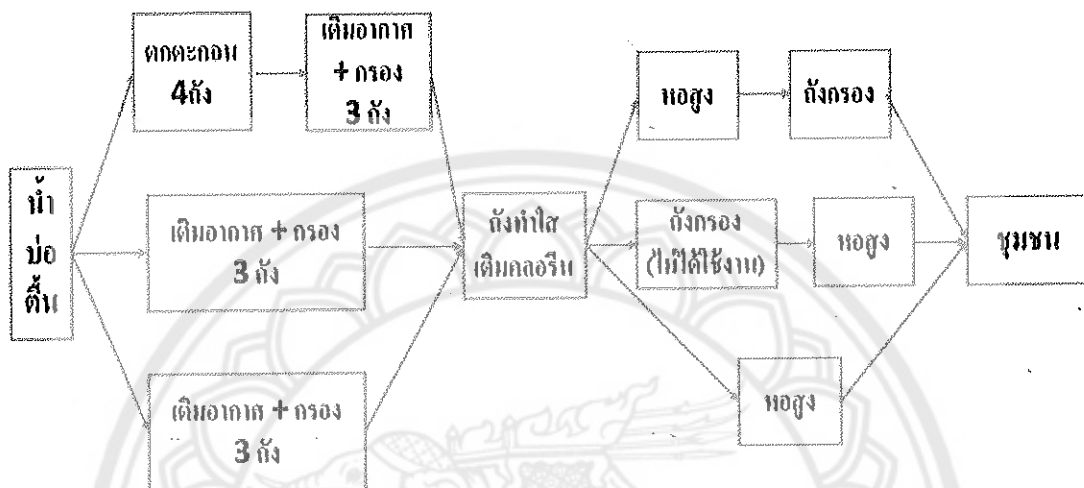 น้ำ
บ่อ
ตื้น
ตกตะกอน
4ถัง
เติมอากาศ
+ กรอง
3 ถัง
เติมอากาศ + กรอง
3 ถัง
เติมอากาศ + กรอง
3 ถัง
ถังทำใส
เติมคลอรีน
หอสูง
ถังกรอง
ถังกรอง
(ไม่ได้ใช้งาน)
หอสูง
หอสูง
ชุมชน